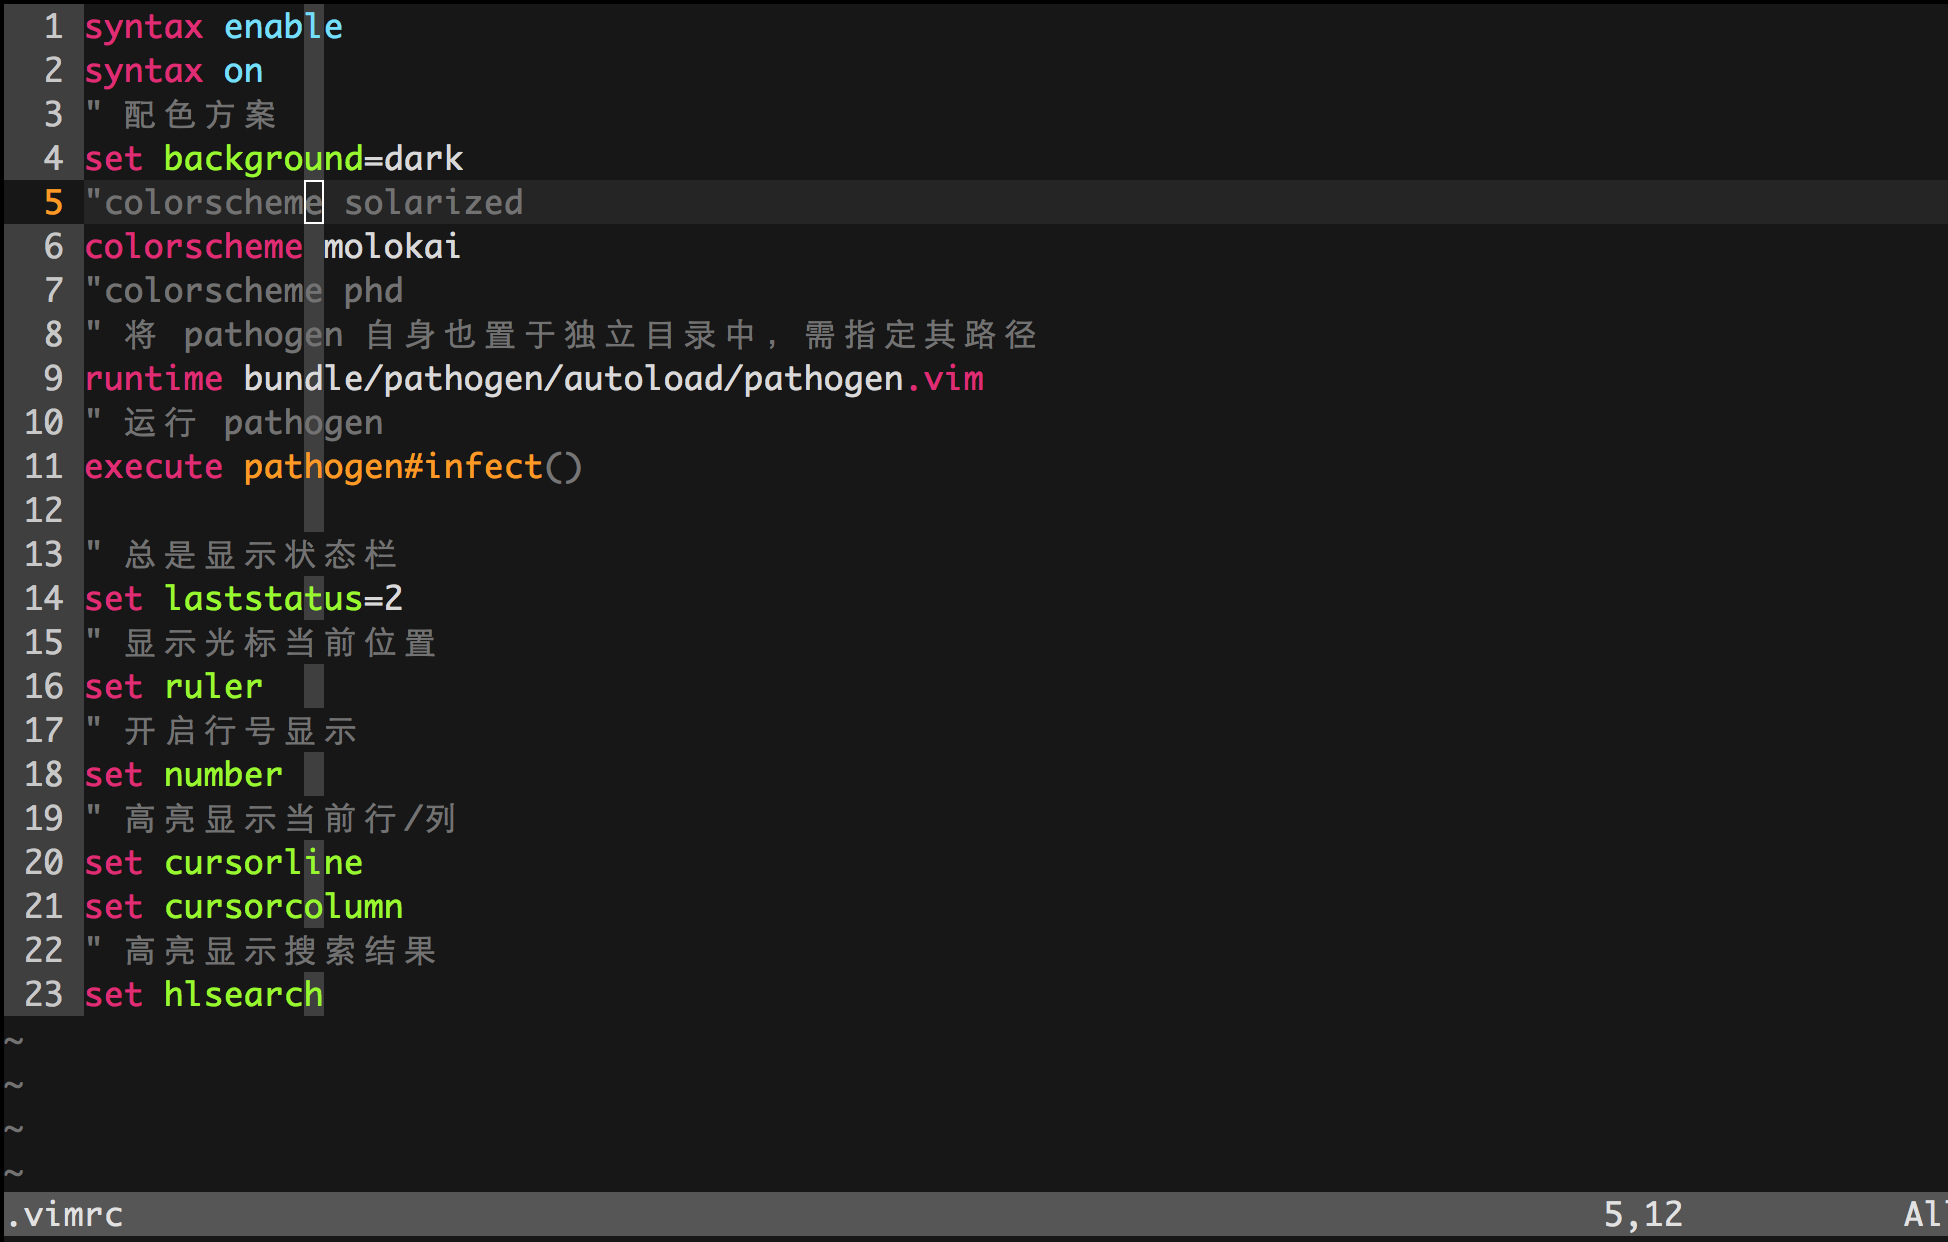 1 syntax enable
2 syntax on
3 " 配色方案
4 set background=dark
5 "colorscheme solarized
6 colorscheme molokai
7 "colorscheme phd
8 " 将 pathogen 自身也置于独立目录中，需指定其路径
9 runtime bundle/pathogen/autoload/pathogen.vim
10 " 运行 pathogen
11 execute pathogen#infect()
12
13 " 总是显示状态栏
14 set laststatus=2
15 " 显示光标当前位置
16 set ruler
17 " 开启行号显示
18 set number
19 " 高亮显示当前行/列
20 set cursorline
21 set cursorcolumn
22 " 高亮显示搜索结果
23 set hlsearch
~
~
~
~
.vimrc 5,12 All